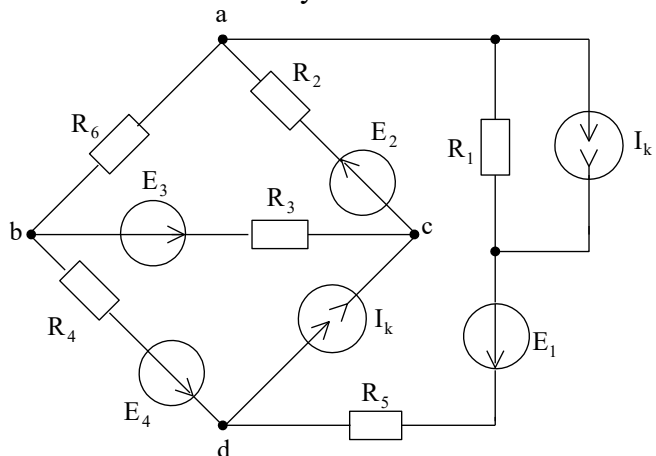 a
R₂
R₆
E₂
R₁
Iₖ
E₃
R₃
b
c
R₄
Iₖ
E₁
E₄
R₅
d